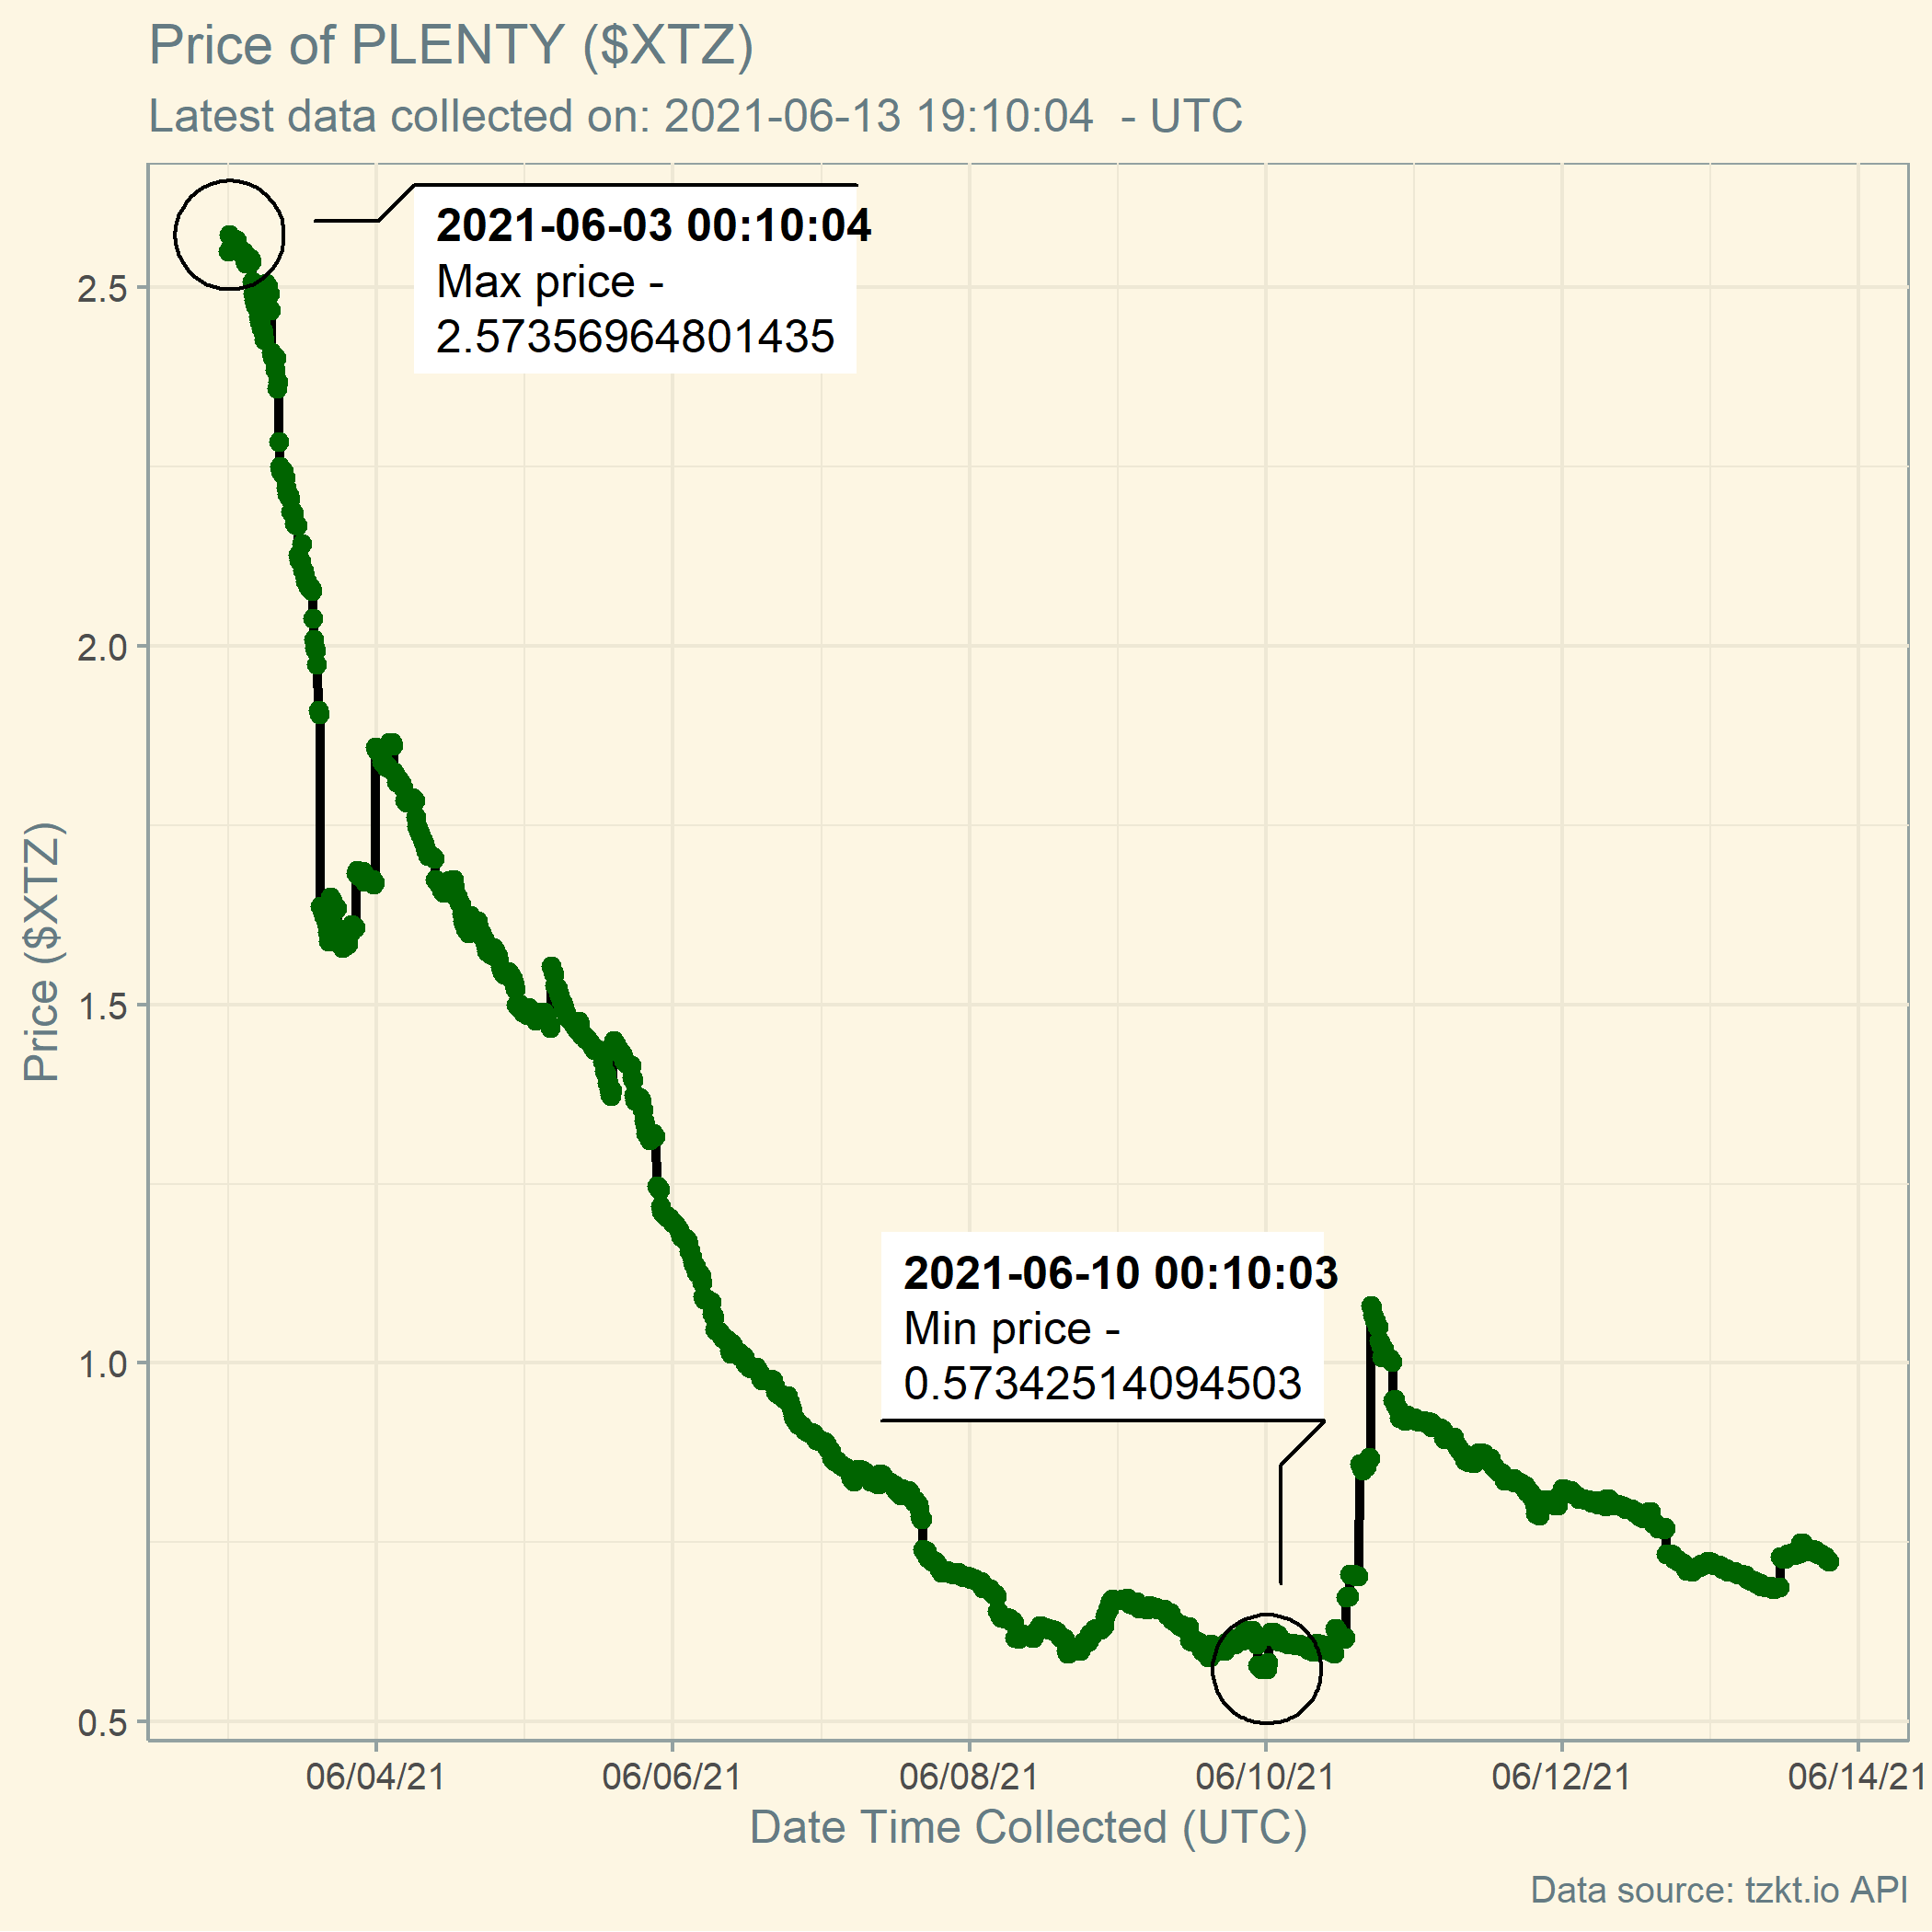 Price of PLENTY ($XTZ)
Latest data collected on: 2021-06-13 19:10:04  - UTC
2021-06-03 00:10:04
Max price -
2.57356964801435
2.5
2.0
1.5
1.0
0.5
Price ($XTZ)
2021-06-10 00:10:03
Min price -
0.57342514094503
06/04/21
06/06/21
06/08/21
06/10/21
06/12/21
06/14/21
Date Time Collected (UTC)
Data source: tzkt.io API